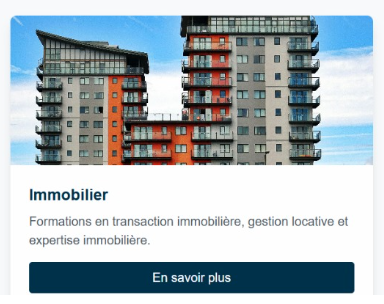 Immobilier
Formations en transaction immobilière, gestion locative et
expertise immobilière.
En savoir plus